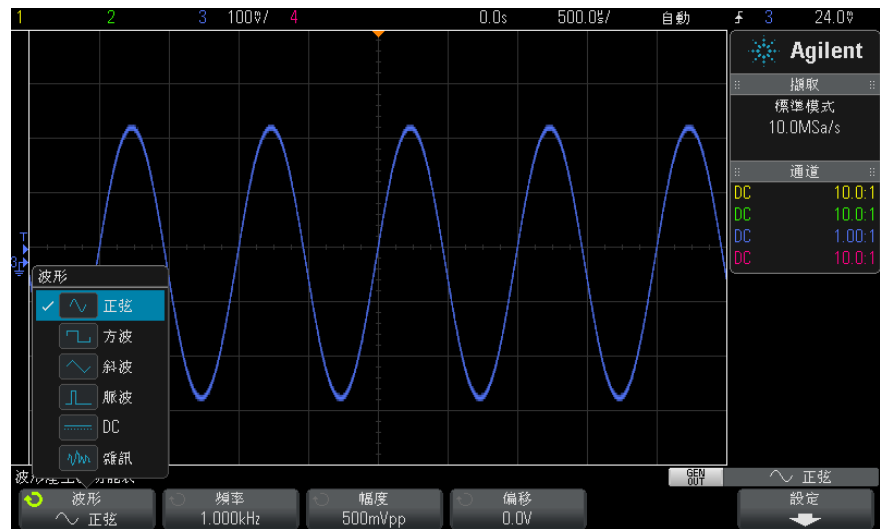 1 2 3 100㎷/ 4 0.0s 500.0㎲/ 自動 3 24.0㎷
Agilent
擷取
標準模式
10.0MSa/s
通道
DC 10.0:1
DC 10.0:1
DC 1.00:1
DC 10.0:1
T
3
波形
正弦
方波
斜波
脈波
DC
雜訊
GEN OUT 正弦
波形 正弦
頻率 1.000kHz
幅度 500mVpp
偏移 0.0V
設定